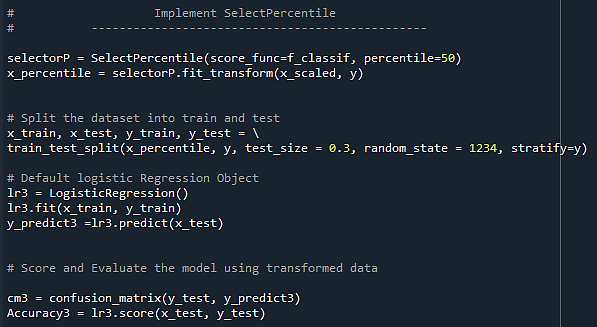 #                     Implement SelectPercentile
#           ------------------------------------------------
selectorP = SelectPercentile(score_func=f_classif, percentile=50)
x_percentile = selectorP.fit_transform(x_scaled, y)
# Split the dataset into train and test
x_train, x_test, y_train, y_test = \
train_test_split(x_percentile, y, test_size = 0.3, random_state = 1234, stratify=y)
# Default logistic Regression Object
lr3 = LogisticRegression()
lr3.fit(x_train, y_train)
y_predict3 =lr3.predict(x_test)
# Score and Evaluate the model using transformed data
cm3 = confusion_matrix(y_test, y_predict3)
Accuracy3 = lr3.score(x_test, y_test)